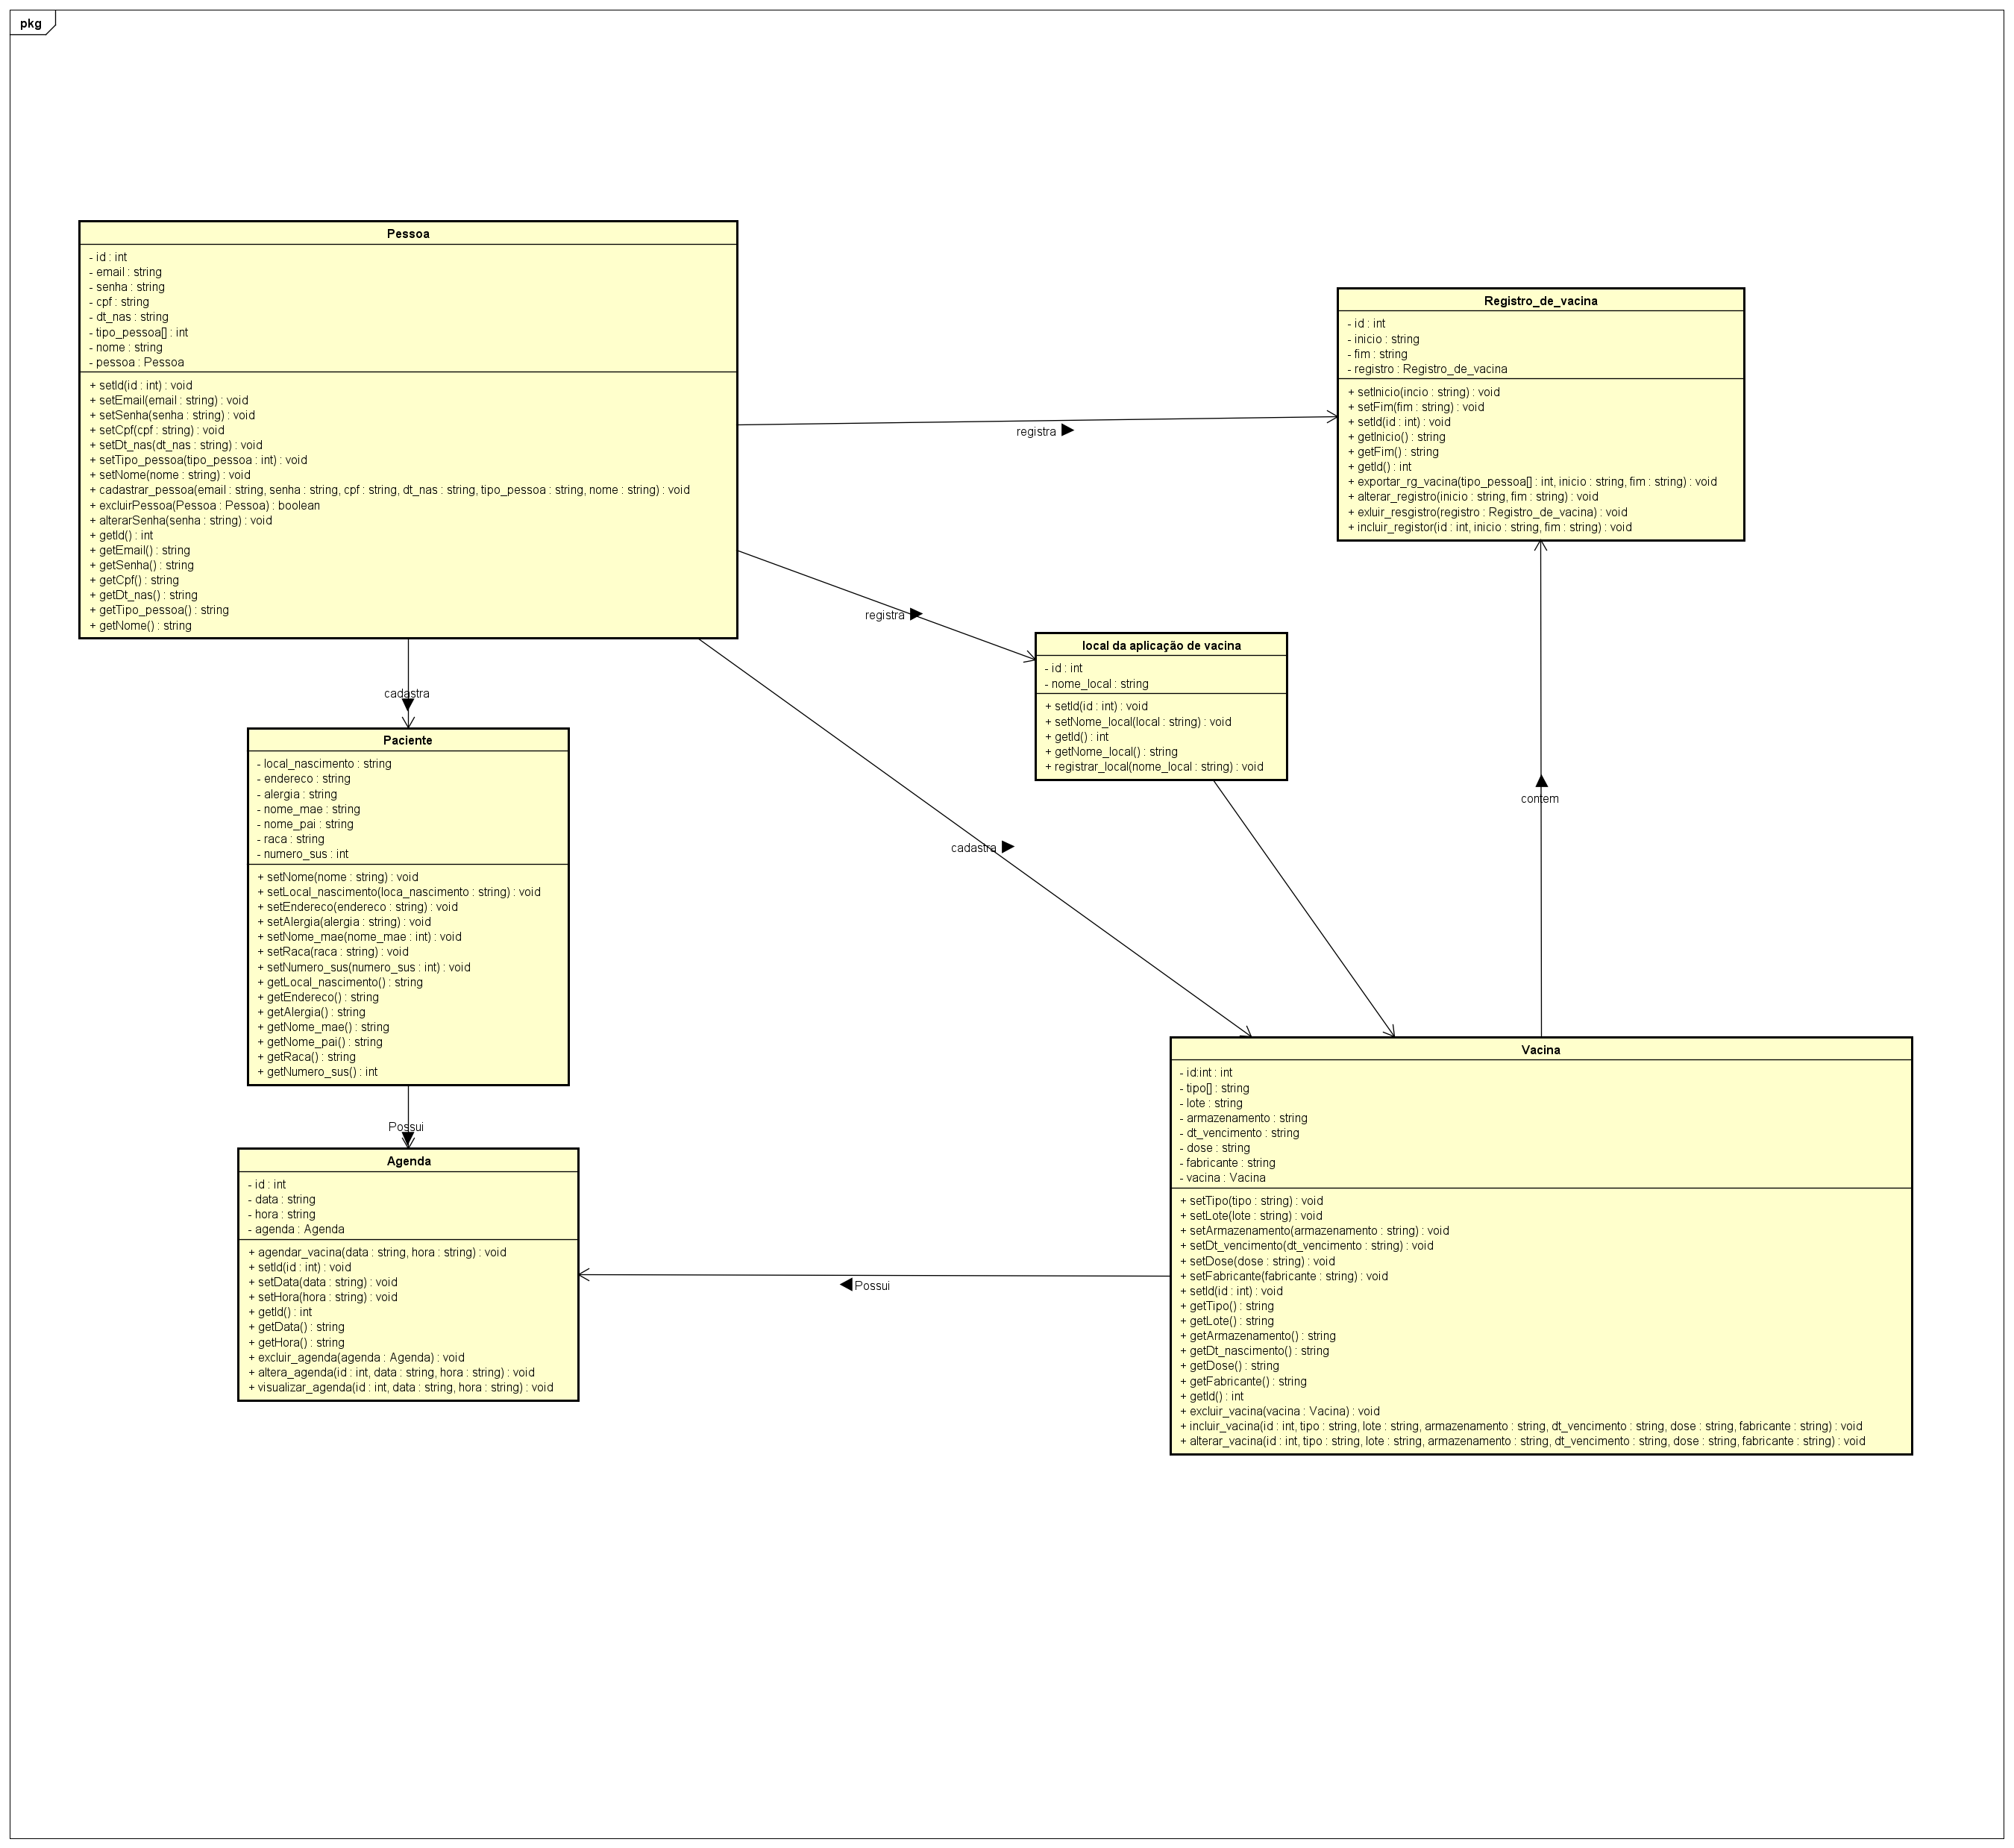 pkg
Pessoa
- id : int
- email : string
- senha : string
- cpf : string
- dt_nas : string
- tipo_pessoa[] : int
- nome : string
- pessoa : Pessoa
+ setId(id : int) : void
+ setEmail(email : string) : void
+ setSenha(senha : string) : void
+ setCpf(cpf : string) : void
+ setDt_nas(dt_nas : string) : void
+ setTipo_pessoa(tipo_pessoa : int) : void
+ setNome(nome : string) : void
+ cadastrar_pessoa(email : string, senha : string, cpf : string, dt_nas : string, tipo_pessoa : string, nome : string) : void
+ excluirPessoa(Pessoa : Pessoa) : boolean
+ alterarSenha(senha : string) : void
+ getId() : int
+ getEmail() : string
+ getSenha() : string
+ getCpf() : string
+ getDt_nas() : string
+ getTipo_pessoa() : string
+ getNome() : string
registra
Registro_de_vacina
- id : int
- inicio : string
- fim : string
- registro : Registro_de_vacina
+ setInicio(incio : string) : void
+ setFim(fim : string) : void
+ setId(id : int) : void
+ getInicio() : string
+ getFim() : string
+ getId() : int
+ exportar_rg_vacina(tipo_pessoa[] : int, inicio : string, fim : string) : void
+ alterar_registro(inicio : string, fim : string) : void
+ exluir_resgistro(registro : Registro_de_vacina) : void
+ incluir_registor(id : int, inicio : string, fim : string) : void
registra
local da aplicação de vacina
- id : int
- nome_local : string
+ setId(id : int) : void
+ setNome_local(local : string) : void
+ getId() : int
+ getNome_local() : string
+ registrar_local(nome_local : string) : void
cadastra
Paciente
- local_nascimento : string
- endereco : string
- alergia : string
- nome_mae : string
- nome_pai : string
- raca : string
- numero_sus : int
+ setNome(nome : string) : void
+ setLocal_nascimento(loca_nascimento : string) : void
+ setEndereco(endereco : string) : void
+ setAlergia(alergia : string) : void
+ setNome_mae(nome_mae : int) : void
+ setRaca(raca : string) : void
+ setNumero_sus(numero_sus : int) : void
+ getLocal_nascimento() : string
+ getEndereco() : string
+ getAlergia() : string
+ getNome_mae() : string
+ getNome_pai() : string
+ getRaca() : string
+ getNumero_sus() : int
cadastra
contem
Possui
Agenda
- id : int
- data : string
- hora : string
- agenda : Agenda
+ agendar_vacina(data : string, hora : string) : void
+ setId(id : int) : void
+ setData(data : string) : void
+ setHora(hora : string) : void
+ getId() : int
+ getData() : string
+ getHora() : string
+ excluir_agenda(agenda : Agenda) : void
+ altera_agenda(id : int, data : string, hora : string) : void
+ visualizar_agenda(id : int, data : string, hora : string) : void
Possui
Vacina
- id:int : int
- tipo[] : string
- lote : string
- armazenamento : string
- dt_vencimento : string
- dose : string
- fabricante : string
- vacina : Vacina
+ setTipo(tipo : string) : void
+ setLote(lote : string) : void
+ setArmazenamento(armazenamento : string) : void
+ setDt_vencimento(dt_vencimento : string) : void
+ setDose(dose : string) : void
+ setFabricante(fabricante : string) : void
+ setId(id : int) : void
+ getTipo() : string
+ getLote() : string
+ getArmazenamento() : string
+ getDt_nascimento() : string
+ getDose() : string
+ getFabricante() : string
+ getId() : int
+ excluir_vacina(vacina : Vacina) : void
+ incluir_vacina(id : int, tipo : string, lote : string, armazenamento : string, dt_vencimento : string, dose : string, fabricante : string) : void
+ alterar_vacina(id : int, tipo : string, lote : string, armazenamento : string, dt_vencimento : string, dose : string, fabricante : string) : void